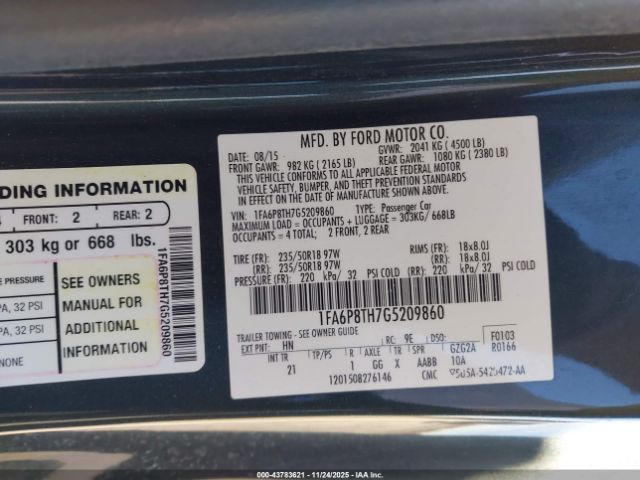 DING INFORMATION
FRONT: 2 REAR: 2
303 kg or 668 lbs.
PRESSURE
PA, 32 PSI
PA, 32 PSI
NONE
SEE OWNERS
MANUAL FOR
ADDITIONAL
INFORMATION
1FA6P8TH7G5209860
MFD. BY FORD MOTOR CO.
DATE: 08/15 GVWR: 2041 KG ( 4500 LB)
FRONT GAWR: 982 KG ( 2165 LB) REAR GAWR: 1080 KG ( 2380 LB)
THIS VEHICLE CONFORMS TO ALL APPLICABLE FEDERAL MOTOR
VEHICLE SAFETY, BUMPER, AND THEFT PREVENTION STANDARDS
IN EFFECT ON THE DATE OF MANUFACTURE SHOWN ABOVE.
VIN: 1FA6P8TH7G5209860 TYPE: Passenger Car
MAXIMUM LOAD = OCCUPANTS + LUGGAGE = 303KG/ 668LB
OCCUPANTS = 4 TOTAL; 2 FRONT, 2 REAR
TIRE (FR): 235/50R18 97W RIMS (FR): 18x8.0J
(RR): 235/50R18 97W (RR): 18x8.0J
PRESSURE (FR): 220 kPa/ 32 PSI COLD (RR): 220 kPa/ 32 PSI COLD
1FA6P8TH7G5209860
TRAILER TOWING - SEE OWNER GUIDE
EXT PNT: HN RC: 9E DSO: F0103
INT TR TP/PS R AXLE TR SPR GZG2A R0166
21 1 GG X AABB 10A
1201508276146 CMC
00-43783621 - 11/24/2025 - IAAI